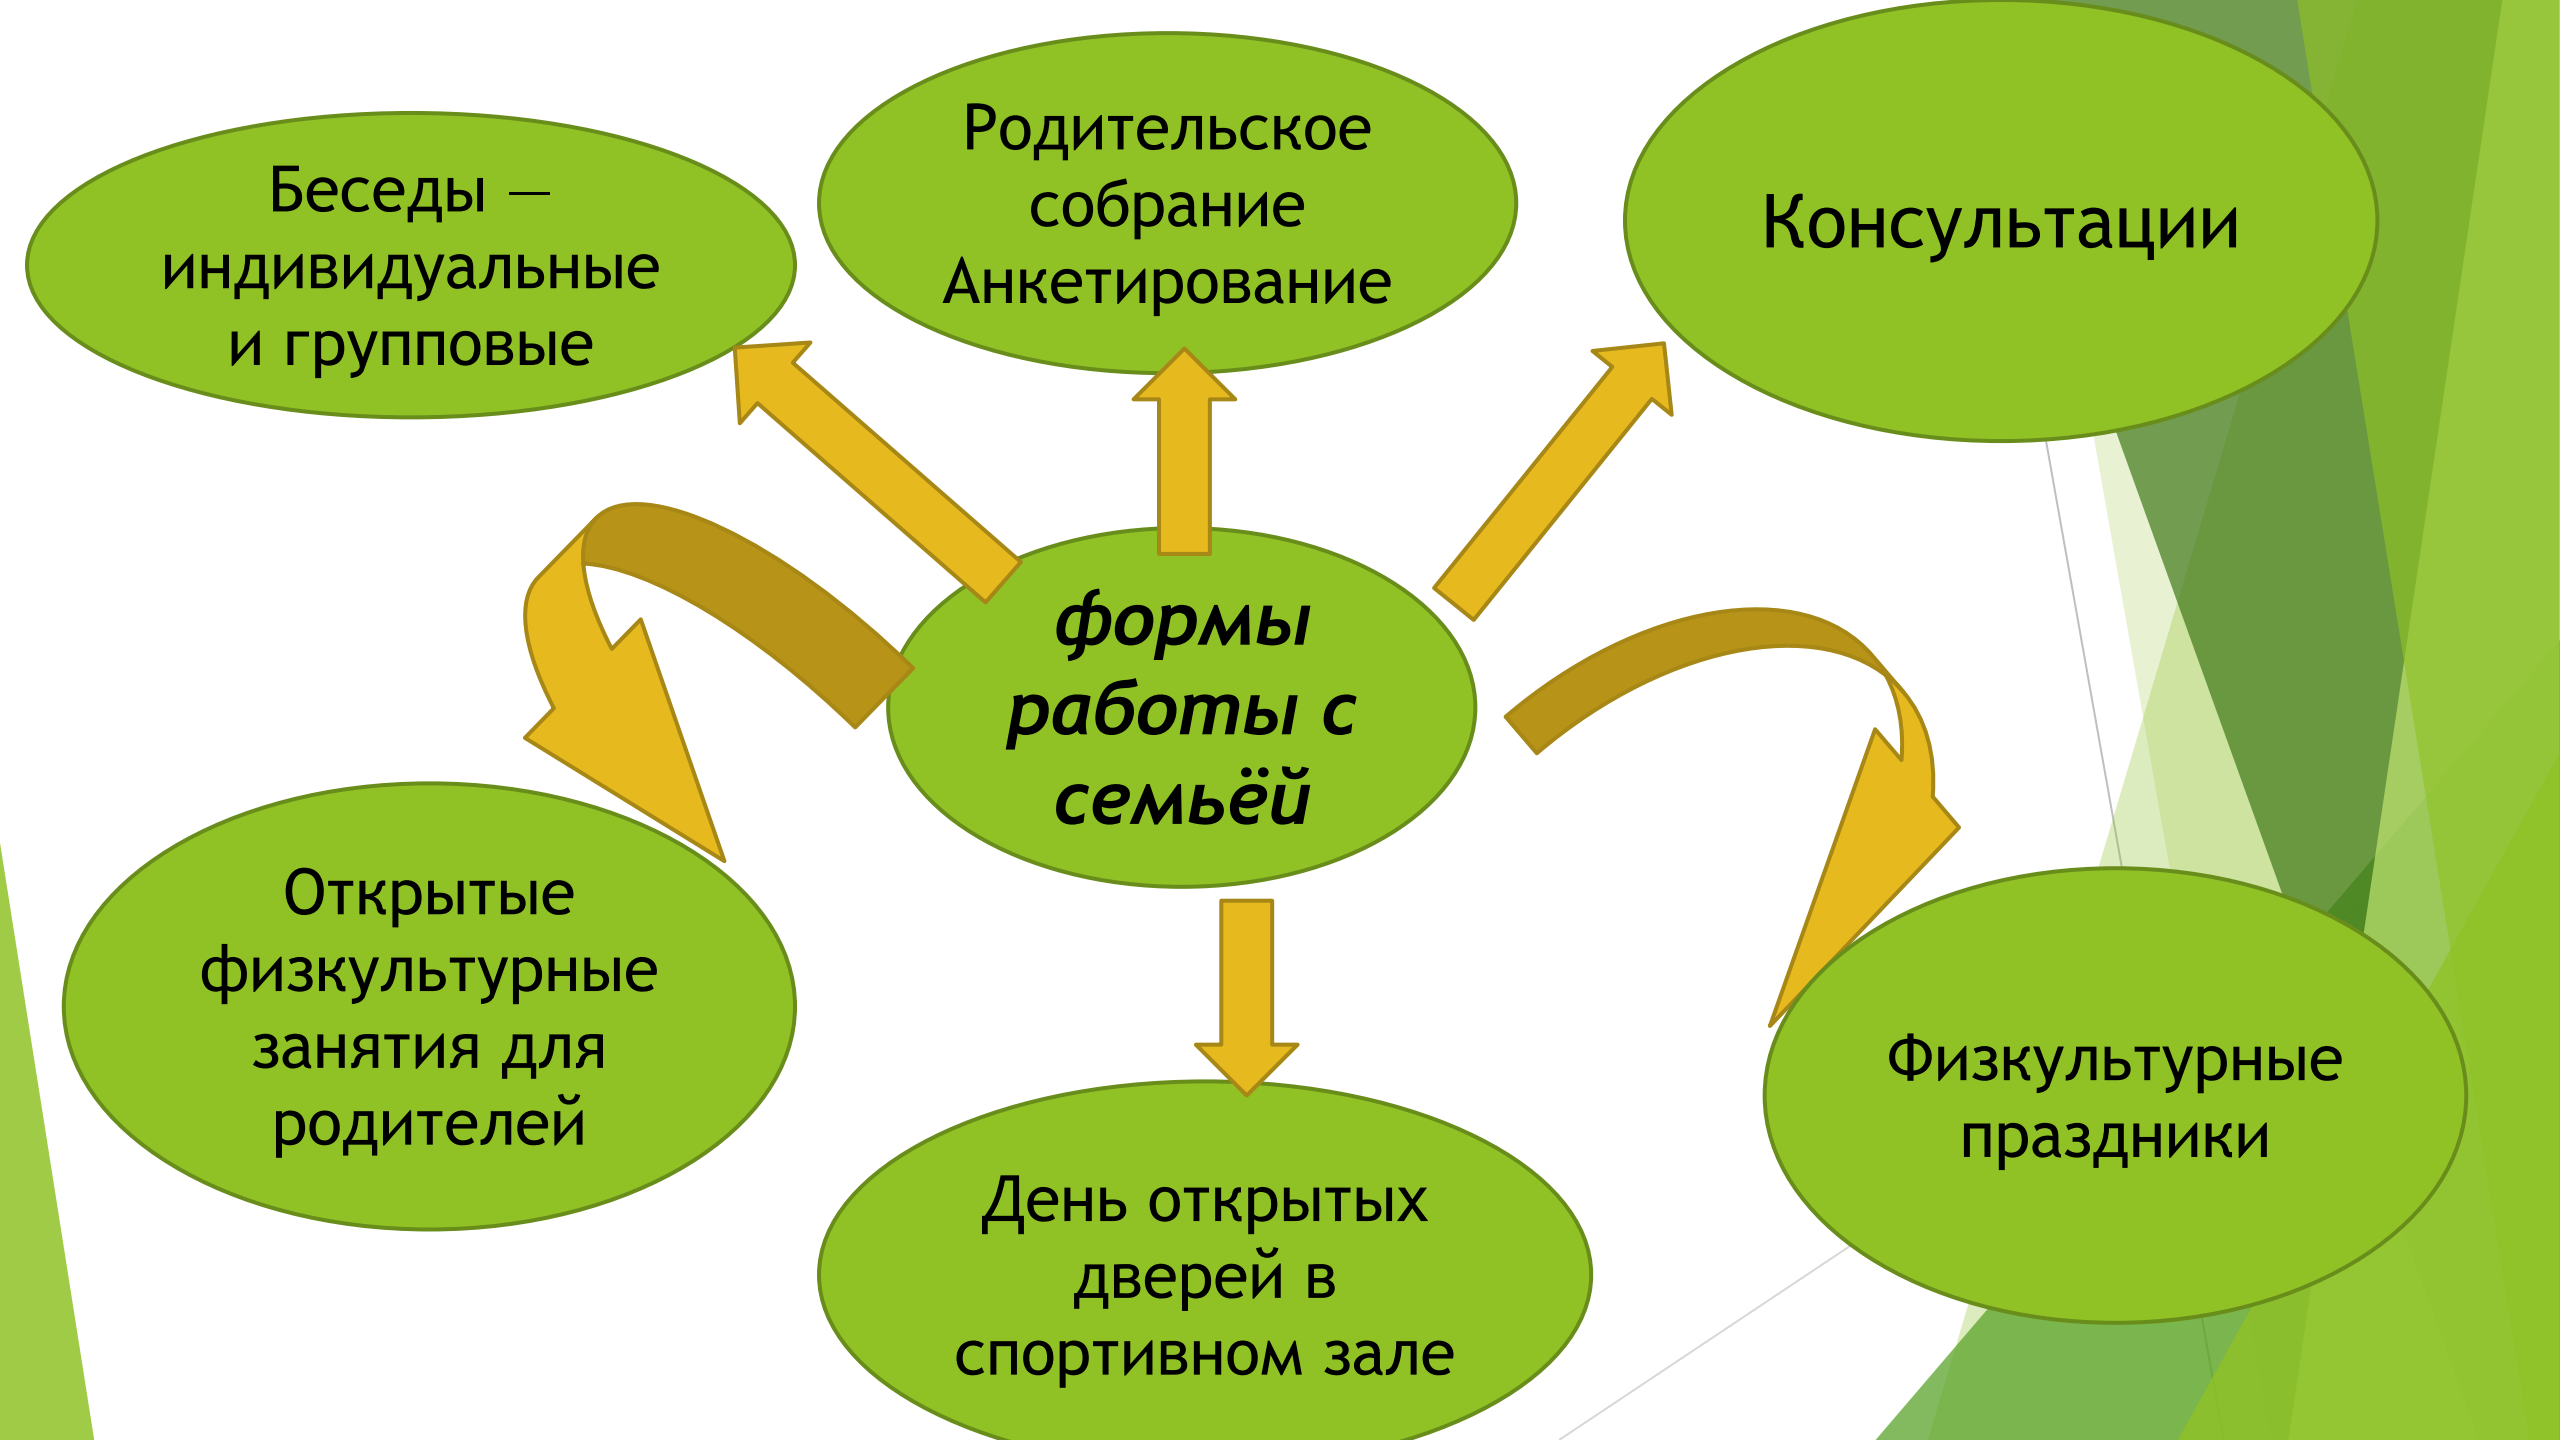 Беседы —
индивидуальные
и групповые
Родительское
собрание
Анкетирование
Консультации
формы
работы с
семьёй
Открытые
физкультурные
занятия для
родителей
Физкультурные
праздники
День открытых
дверей в
спортивном зале